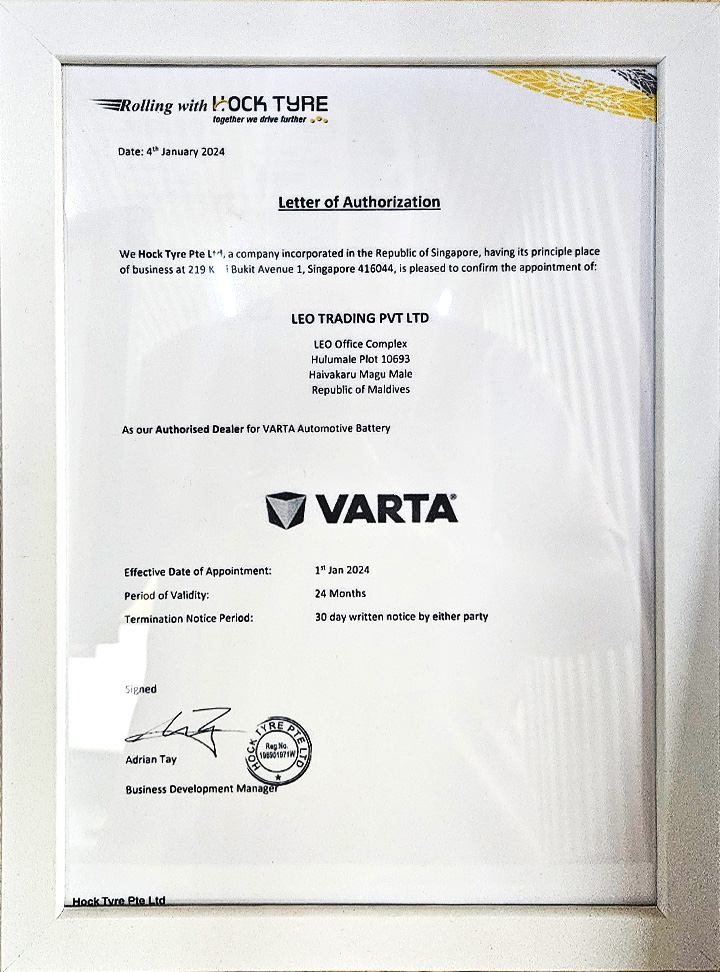 Rolling with HOCK TYRE
together we drive further
Date: 4th January 2024
Letter of Authorization
We Hock Tyre Pte Ltd, a company incorporated in the Republic of Singapore, having its principle place
of business at 219 Bukit Avenue 1, Singapore 416044, is pleased to confirm the appointment of:
LEO TRADING PVT LTD
LEO Office Complex
Hulumale Plot 10693
Haivakaru Magu Male
Republic of Maldives
As our Authorised Dealer for VARTA Automotive Battery
VARTA®
Effective Date of Appointment: 1st Jan 2024
Period of Validity: 24 Months
Termination Notice Period: 30 day written notice by either party
Signed
HOCK TYRE PTE LTD
Reg No.
198901971W
Adrian Tay
Business Development Manager
Hock Tyre Pte Ltd